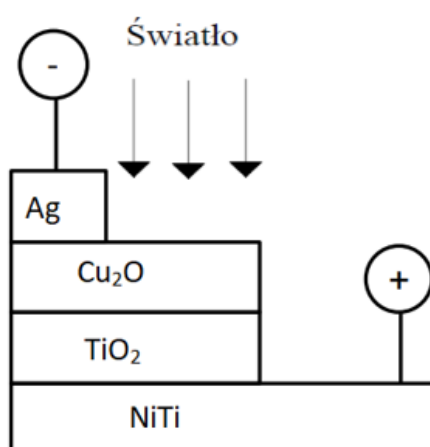 Światło
-
Ag
Cu₂O
+
TiO₂
NiTi